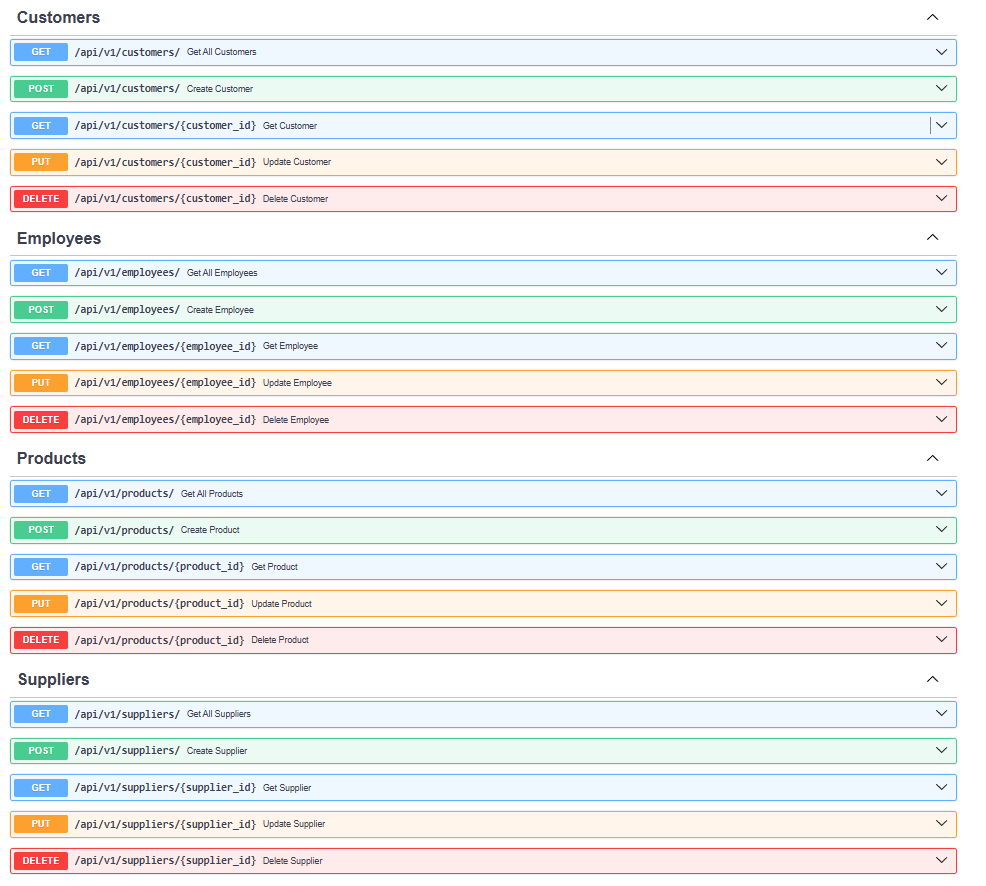 Customers
GET /api/v1/customers/ Get All Customers
POST /api/v1/customers/ Create Customer
GET /api/v1/customers/{customer_id} Get Customer
PUT /api/v1/customers/{customer_id} Update Customer
DELETE /api/v1/customers/{customer_id} Delete Customer
Employees
GET /api/v1/employees/ Get All Employees
POST /api/v1/employees/ Create Employee
GET /api/v1/employees/{employee_id} Get Employee
PUT /api/v1/employees/{employee_id} Update Employee
DELETE /api/v1/employees/{employee_id} Delete Employee
Products
GET /api/v1/products/ Get All Products
POST /api/v1/products/ Create Product
GET /api/v1/products/{product_id} Get Product
PUT /api/v1/products/{product_id} Update Product
DELETE /api/v1/products/{product_id} Delete Product
Suppliers
GET /api/v1/suppliers/ Get All Suppliers
POST /api/v1/suppliers/ Create Supplier
GET /api/v1/suppliers/{supplier_id} Get Supplier
PUT /api/v1/suppliers/{supplier_id} Update Supplier
DELETE /api/v1/suppliers/{supplier_id} Delete Supplier